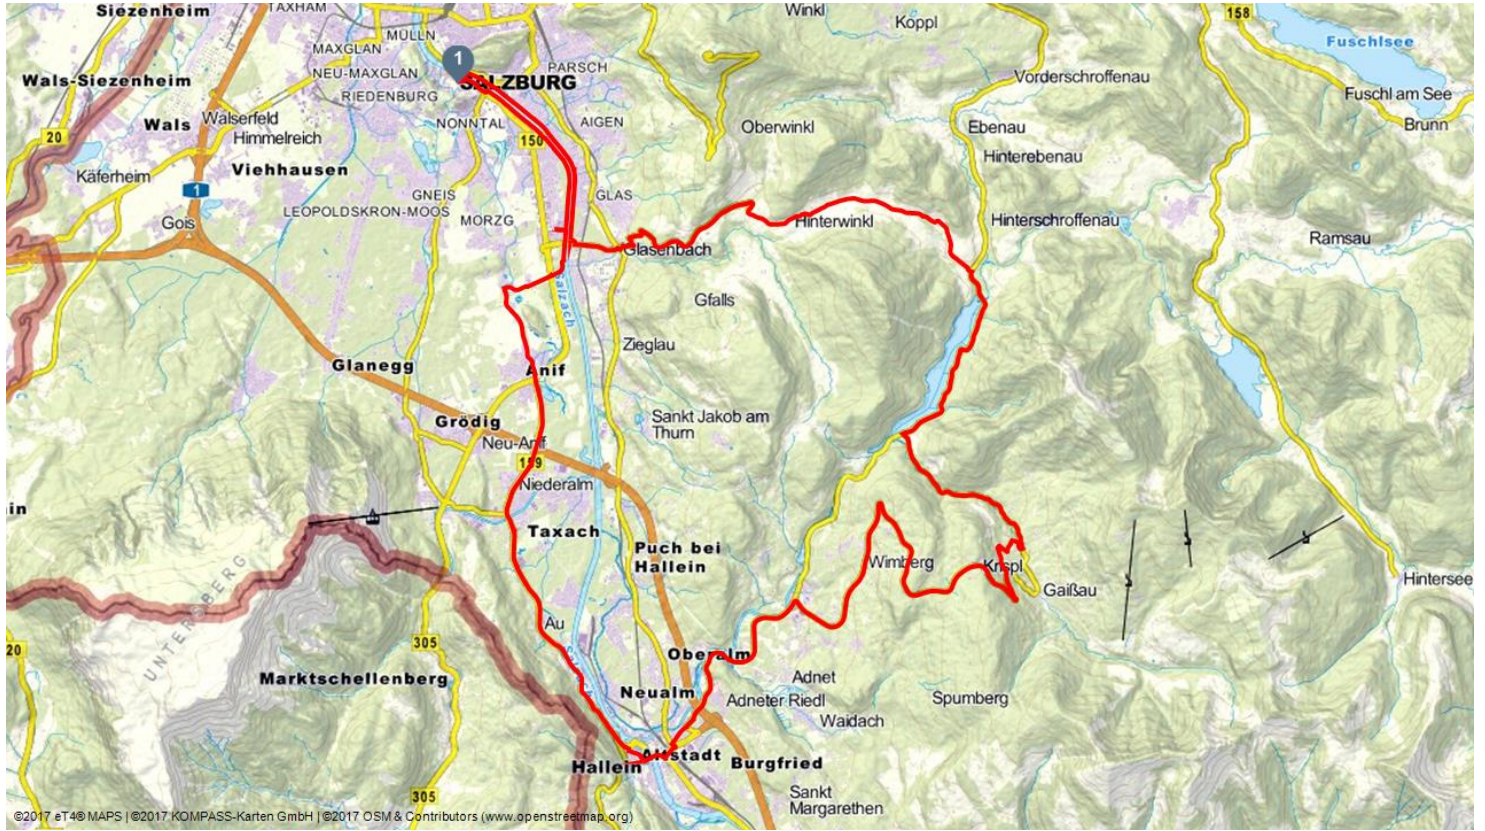 Siezenheim
TAXHAM
Winkl
Koppl
158
MÜLLN
MAXGLAN
Fuschlsee
1
NEU-MAXGLAN
PARSCH
Wals-Siezenheim
SALZBURG
Vorderschroffenau
RIEDENBURG
Fuschl am See
Walserfeld
Wals
NONNTAL
AIGEN
Oberwinkl
Ebenau
Brunn
20
Himmelreich
150
Hinterebenau
Käferheim
Viehhausen
1
GNEIS
GLAS
LEOPOLDSKRON-MOOS
MORZG
Gois
Hinterwinkl
Hinterschroffenau
Ramsau
Glasenbach
Salzach
Gfalls
Zieglau
Glanegg
Anif
Grödig
Sankt Jakob am
Thurn
Neu-Anif
159
Niederalm
ain
Taxach
Puch bei
Hallein
Wimberg
Krispl
Gaißau
Hintersee
UNTERSBERG
Au
305
20
Oberalm
Marktschellenberg
Adnet
Neualm
Adneter Riedl
Spumberg
Waidach
Altstadt
Hallein
Burgfried
305
Sankt
Margarethen
©2017 eT4® MAPS | ©2017 KOMPASS-Karten GmbH | ©2017 OSM & Contributors (www.openstreetmap.org)